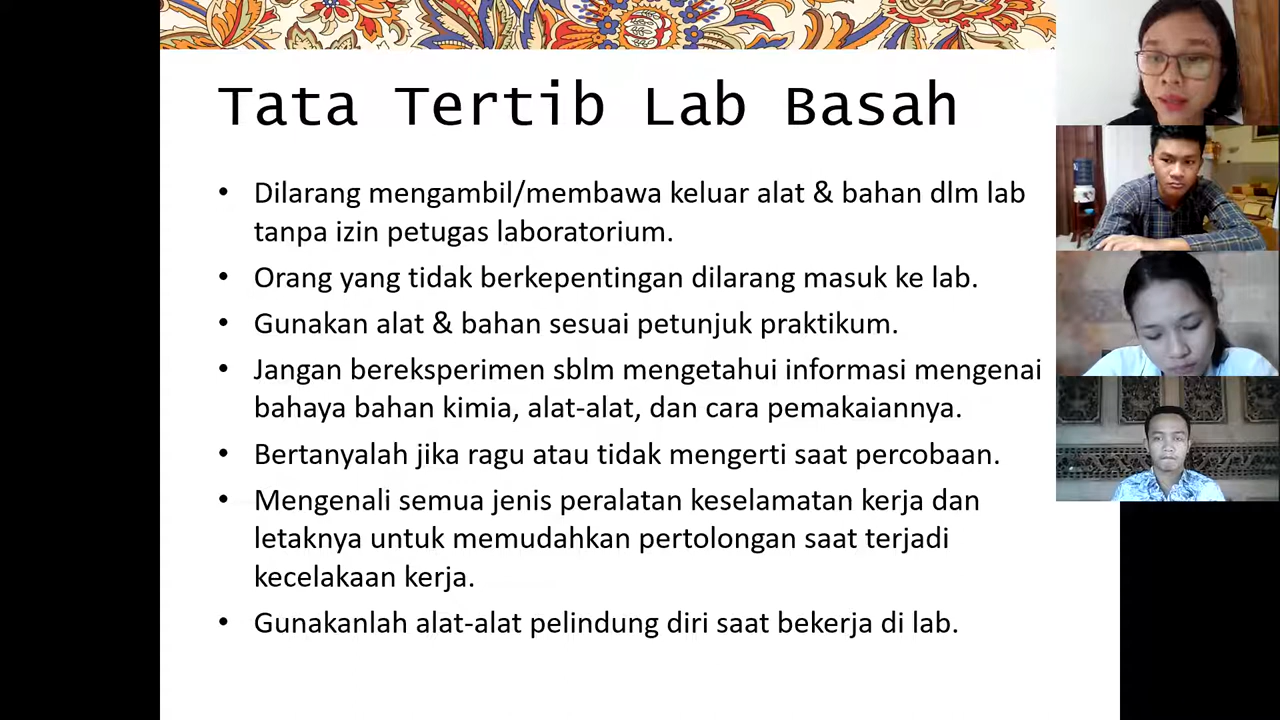 Tata Tertib Lab Basah
• Dilarang mengambil/membawa keluar alat & bahan dlm lab
tanpa izin petugas laboratorium.
• Orang yang tidak berkepentingan dilarang masuk ke lab.
• Gunakan alat & bahan sesuai petunjuk praktikum.
• Jangan bereksperimen sblm mengetahui informasi mengenai
bahaya bahan kimia, alat-alat, dan cara pemakaiannya.
• Bertanyalah jika ragu atau tidak mengerti saat percobaan.
• Mengenali semua jenis peralatan keselamatan kerja dan
letaknya untuk memudahkan pertolongan saat terjadi
kecelakaan kerja.
• Gunakanlah alat-alat pelindung diri saat bekerja di lab.